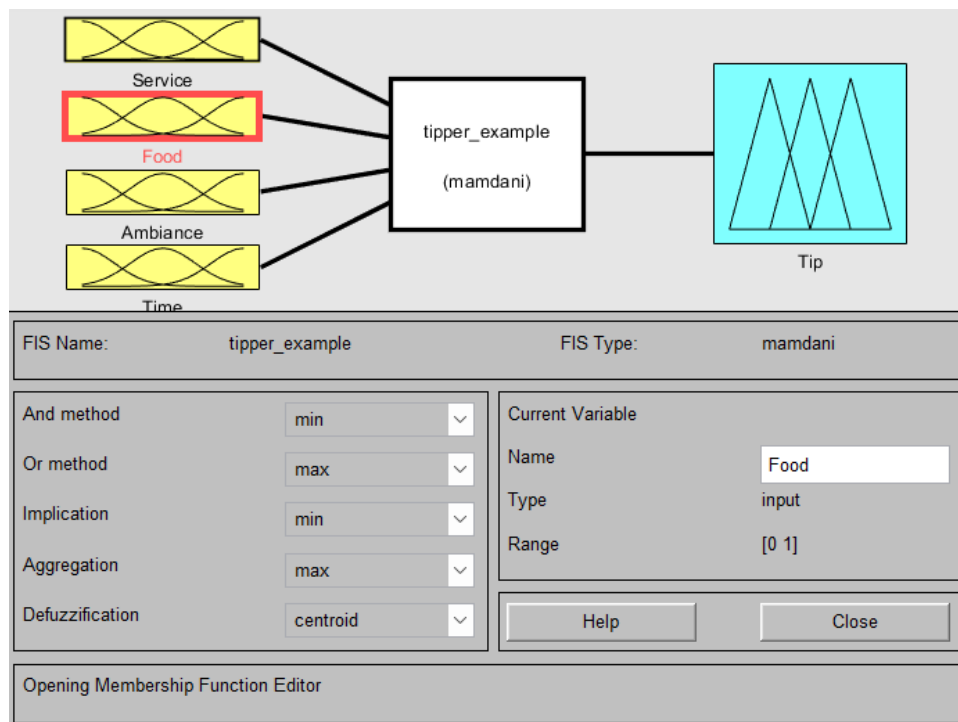 Service
Food
Ambiance
Time
tipper_example
(mamdani)
Tip
FIS Name: tipper_example FIS Type: mamdani
And method min
Or method max
Implication min
Aggregation max
Defuzzification centroid
Current Variable
Name Food
Type input
Range [0 1]
Help Close
Opening Membership Function Editor